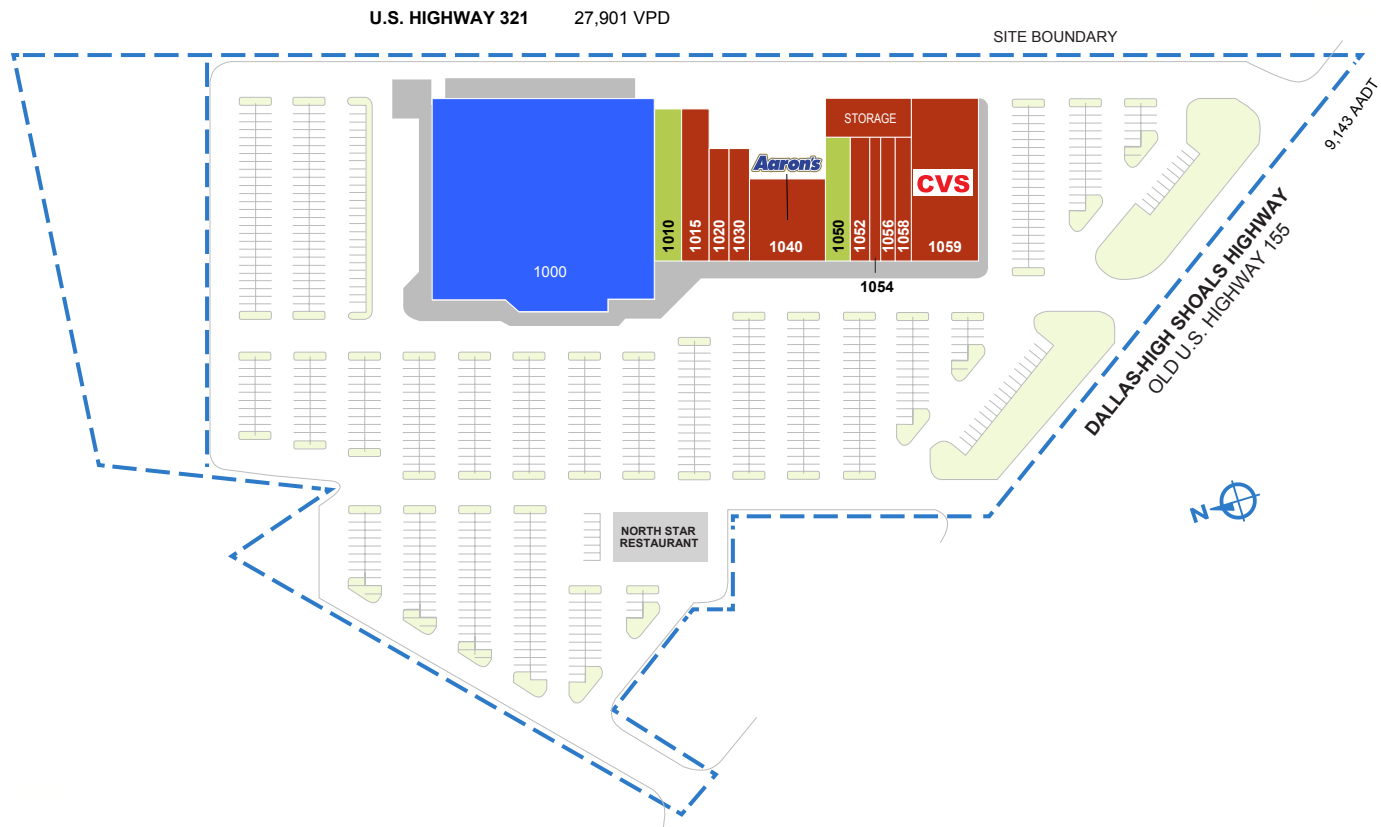 U.S. HIGHWAY 321 27,901 VPD
SITE BOUNDARY
9,143 AADT
STORAGE
Aaron's
CVS
1000
1010
1015
1020
1030
1040
1050
1052
1054
1056
1058
1059
DALLAS-HIGH SHOALS HIGHWAY
OLD U.S. HIGHWAY 155
N
NORTH STAR
RESTAURANT